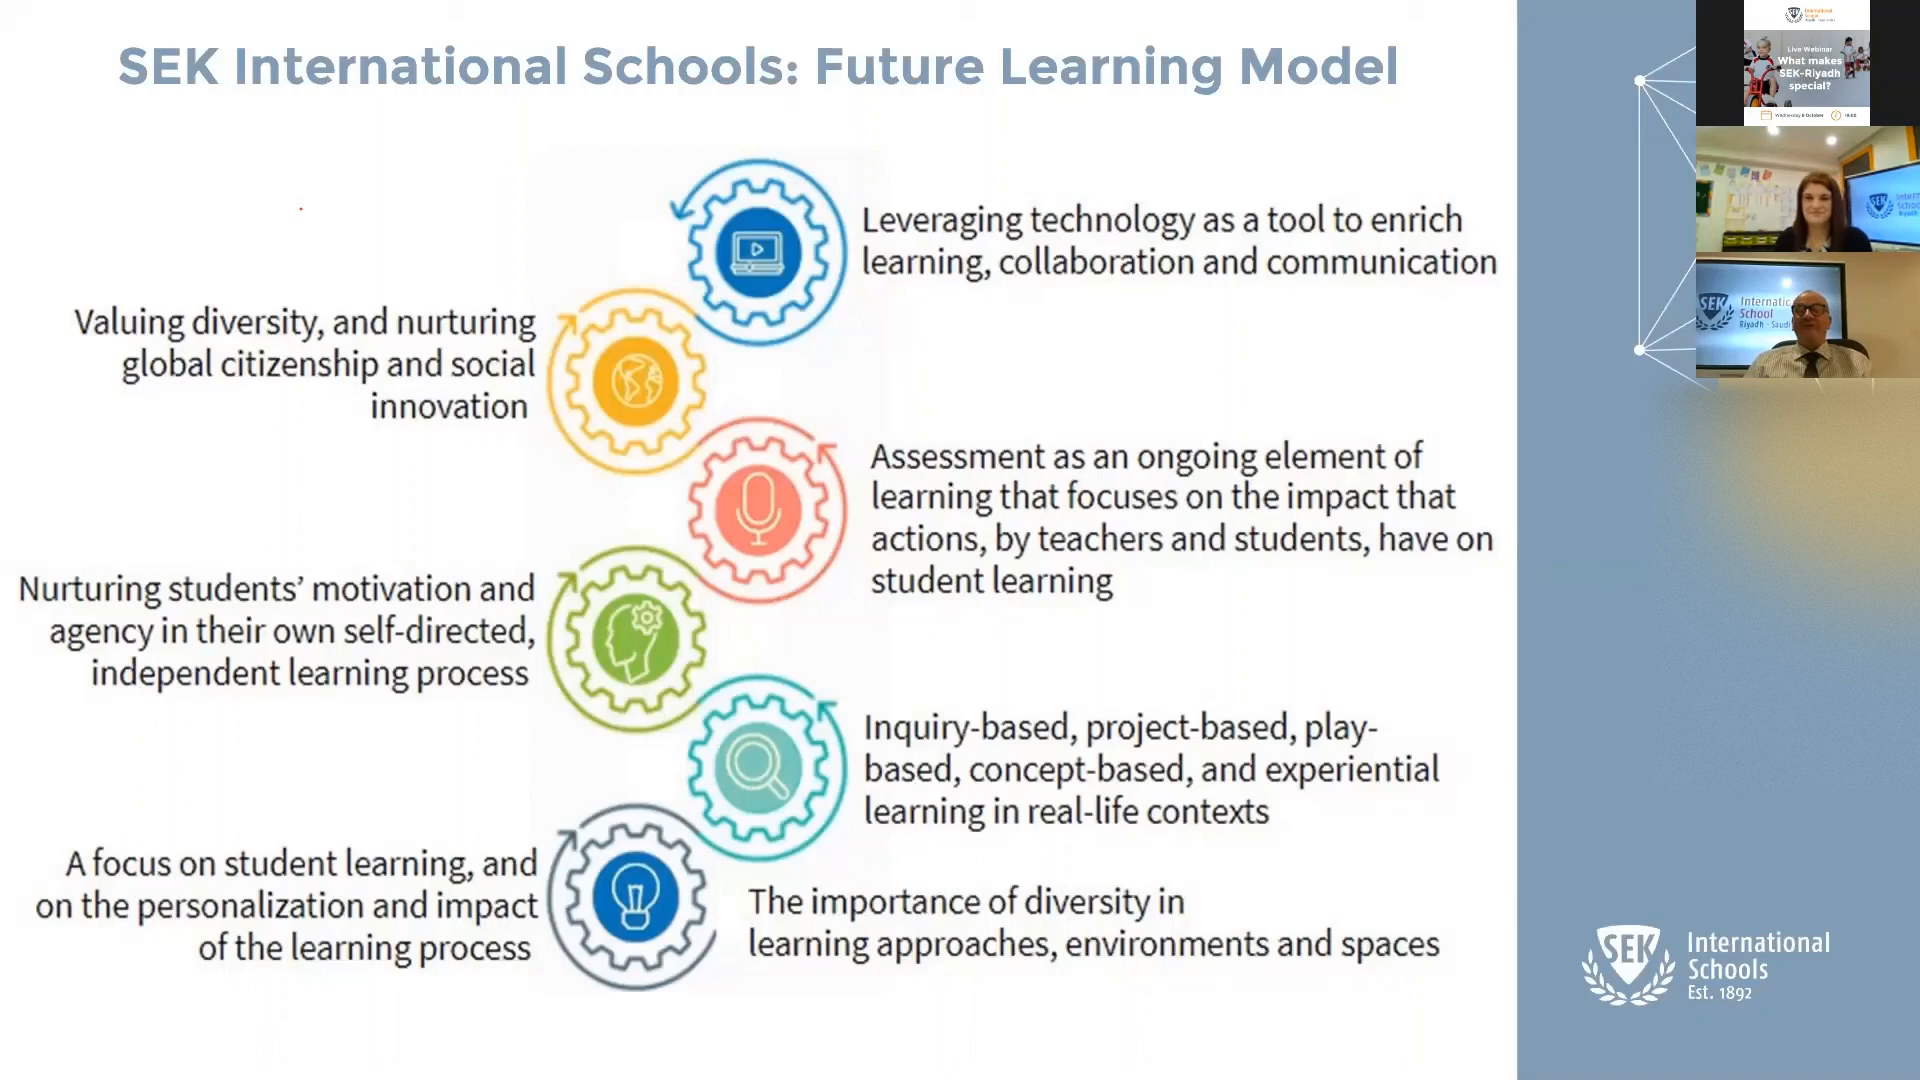 SEK International Schools: Future Learning Model
Leveraging technology as a tool to enrich
learning, collaboration and communication
Valuing diversity, and nurturing
global citizenship and social
innovation
Assessment as an ongoing element of
learning that focuses on the impact that
actions, by teachers and students, have on
student learning
Nurturing students’ motivation and
agency in their own self-directed,
independent learning process
Inquiry-based, project-based, play-
based, concept-based, and experiential
learning in real-life contexts
A focus on student learning, and
on the personalization and impact
of the learning process
The importance of diversity in
learning approaches, environments and spaces
International
School
Live Webinar
What makes
SEK-Riyadh
special?
Wednesday 6 October
SEK
SEK
School
Riyadh - Saudi
SEK
International
Schools
Est. 1892